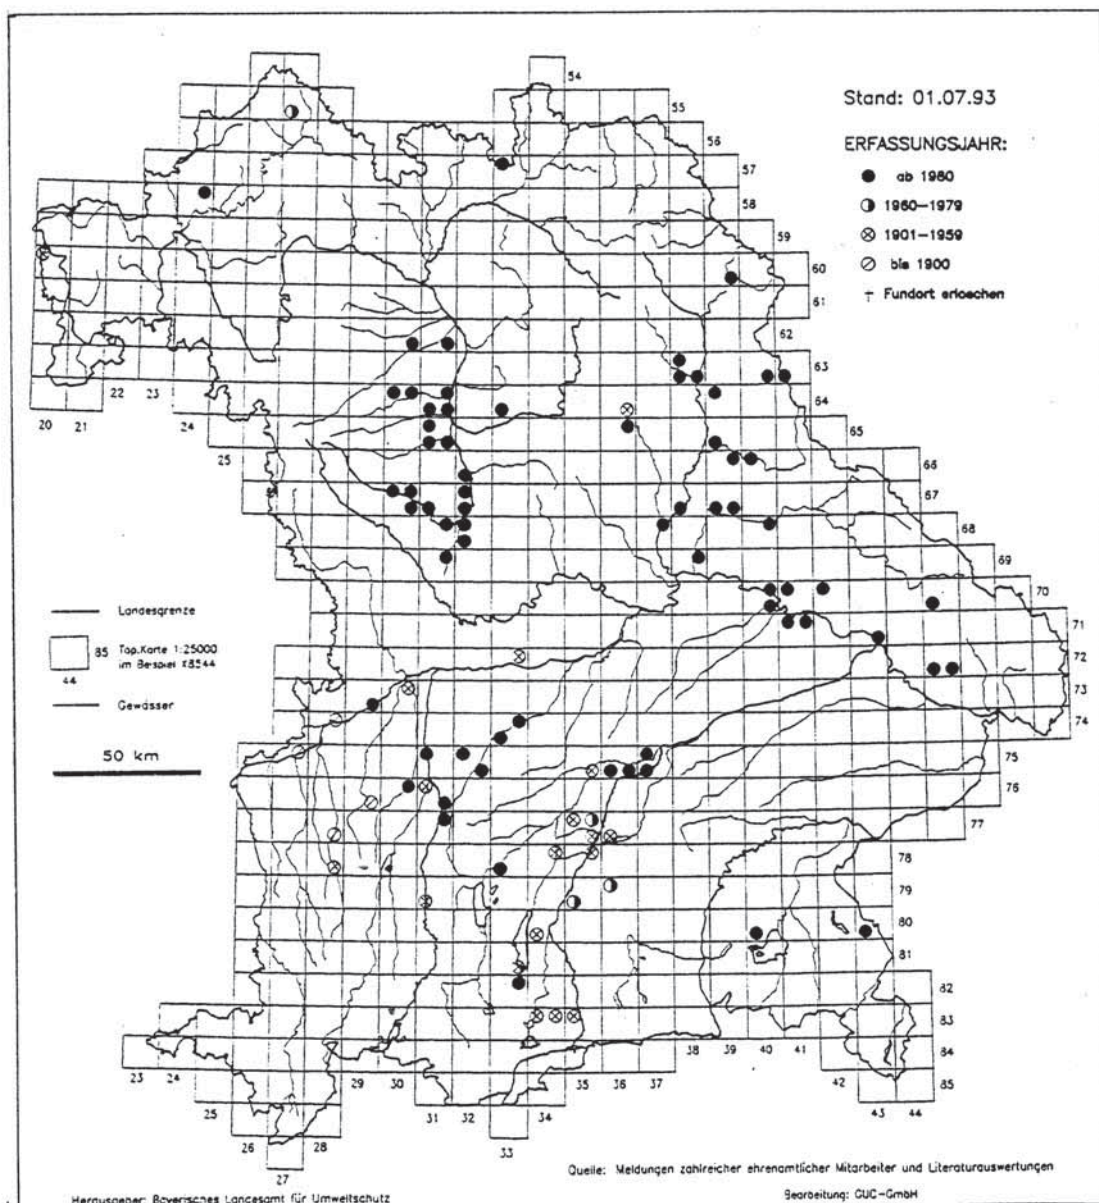 54
55
56
57
58
59
60
61
62
63
64
65
66
67
68
69
70
71
72
73
74
75
76
77
78
79
80
81
82
83
84
85
20 21 22 23 24 25
23 24 25 26 27 28 29 30 31 32 33 34 35 36 37 38 39 40 41 42 43 44
Stand: 01.07.93
ERFASSUNGSJAHR:
ab 1980
1960–1979
1901–1959
bis 1900
Fundort erloschen
Landesgrenze
85 Top.Karte 1:25000
im Beispiel #8544
44
Gewässer
50 km
Quelle: Meldungen zahlreicher ehrenamtlicher Mitarbeiter und Literaturauswertungen
Herausgeber: Bayerisches Landesamt für Umweltschutz
Bearbeitung: GUC-GmbH